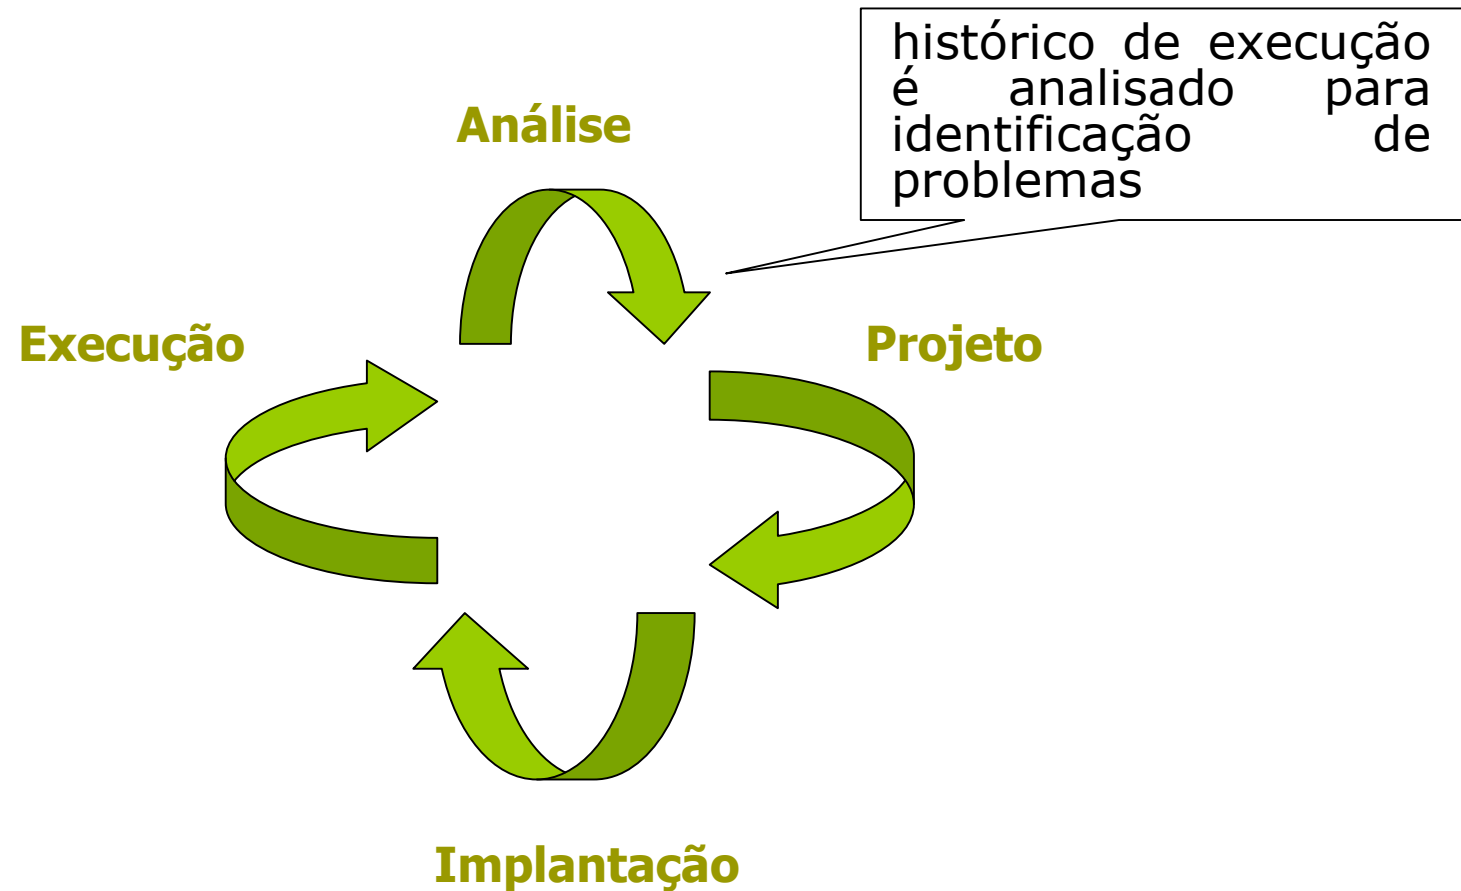 histórico de execução
é analisado para
identificação de
problemas
Análise
Execução
Projeto
Implantação